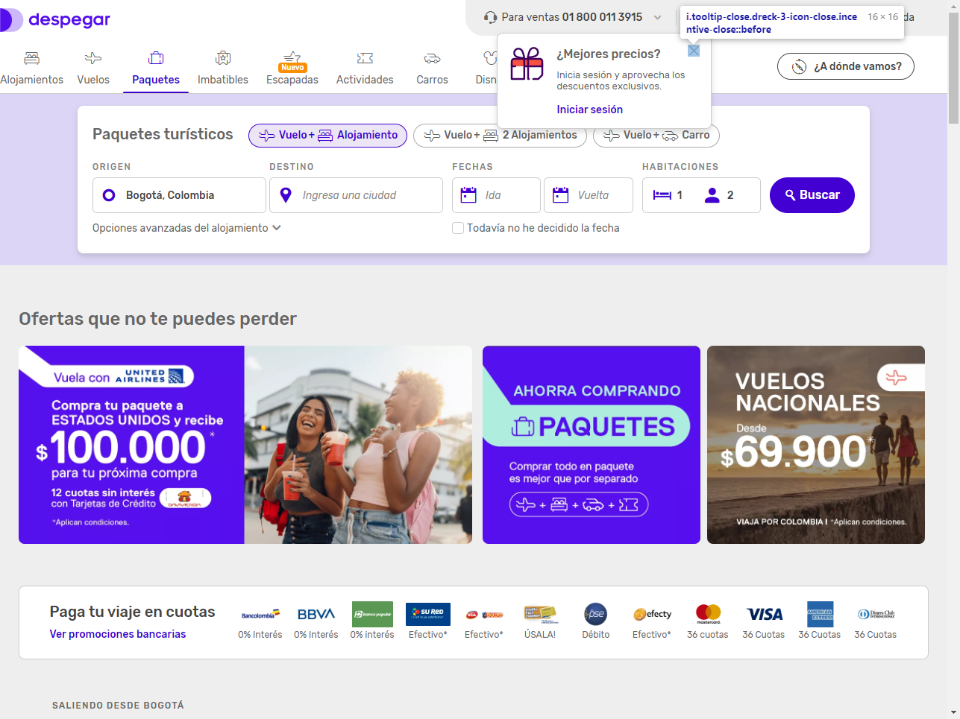 despegar
Para ventas 01 800 011 3915
i.tooltip-close.dreck-3-icon-close.ince
ntive-close::before
16 × 16
da
Alojamientos
Vuelos
Paquetes
Imbatibles
Nuevo
Escapadas
Actividades
Carros
Disn
¿Mejores precios?
Inicia sesión y aprovecha los
descuentos exclusivos.
Iniciar sesión
¿A dónde vamos?
Paquetes turísticos
Vuelo + Alojamiento
Vuelo + 2 Alojamientos
Vuelo + Carro
ORIGEN
DESTINO
FECHAS
HABITACIONES
Bogotá, Colombia
Ingresa una ciudad
Ida
Vuelta
1
2
Buscar
Opciones avanzadas del alojamiento
Todavía no he decidido la fecha
Ofertas que no te puedes perder
Vuela con UNITED AIRLINES
Compra tu paquete a
ESTADOS UNIDOS y recibe
$100.000*
para tu próxima compra
12 cuotas sin interés
con Tarjetas de Crédito
DAVIVIENDA
*Aplican condiciones.
AHORRA COMPRANDO
PAQUETES
Comprar todo en paquete
es mejor que por separado
+ + +
VUELOS
NACIONALES
Desde
$69.900*
VIAJA POR COLOMBIA | *Aplican condiciones.
Paga tu viaje en cuotas
Ver promociones bancarias
Bancolombia
BBVA
banco popular
SU Red
efecty
pse
mastercard
VISA
AMERICAN EXPRESS
Diners Club
0% Interés
0% Interés
0% interés
Efectivo*
Efectivo*
ÚSALA!
Débito
Efectivo*
36 cuotas
36 Cuotas
36 Cuotas
36 Cuotas
SALIENDO DESDE BOGOTÁ